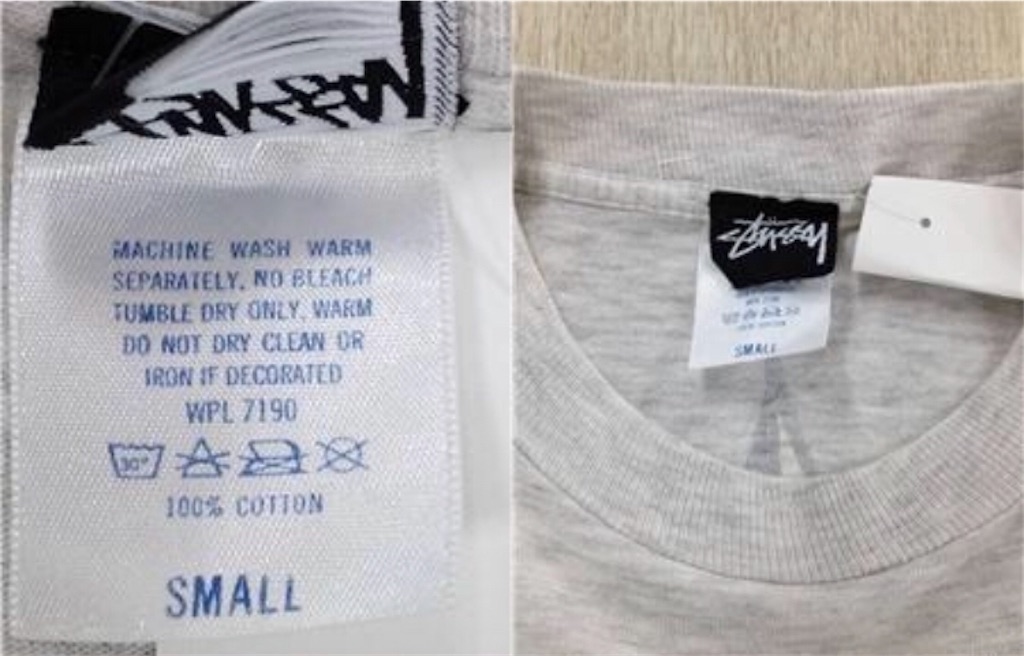 MACHINE WASH WARM
SEPARATELY, NO BLEACH
TUMBLE DRY ONLY, WARM
DO NOT DRY CLEAN OR
IRON IF DECORATED
WPL 7190
30°
100% COTTON
SMALL
Stüssy
SMALL